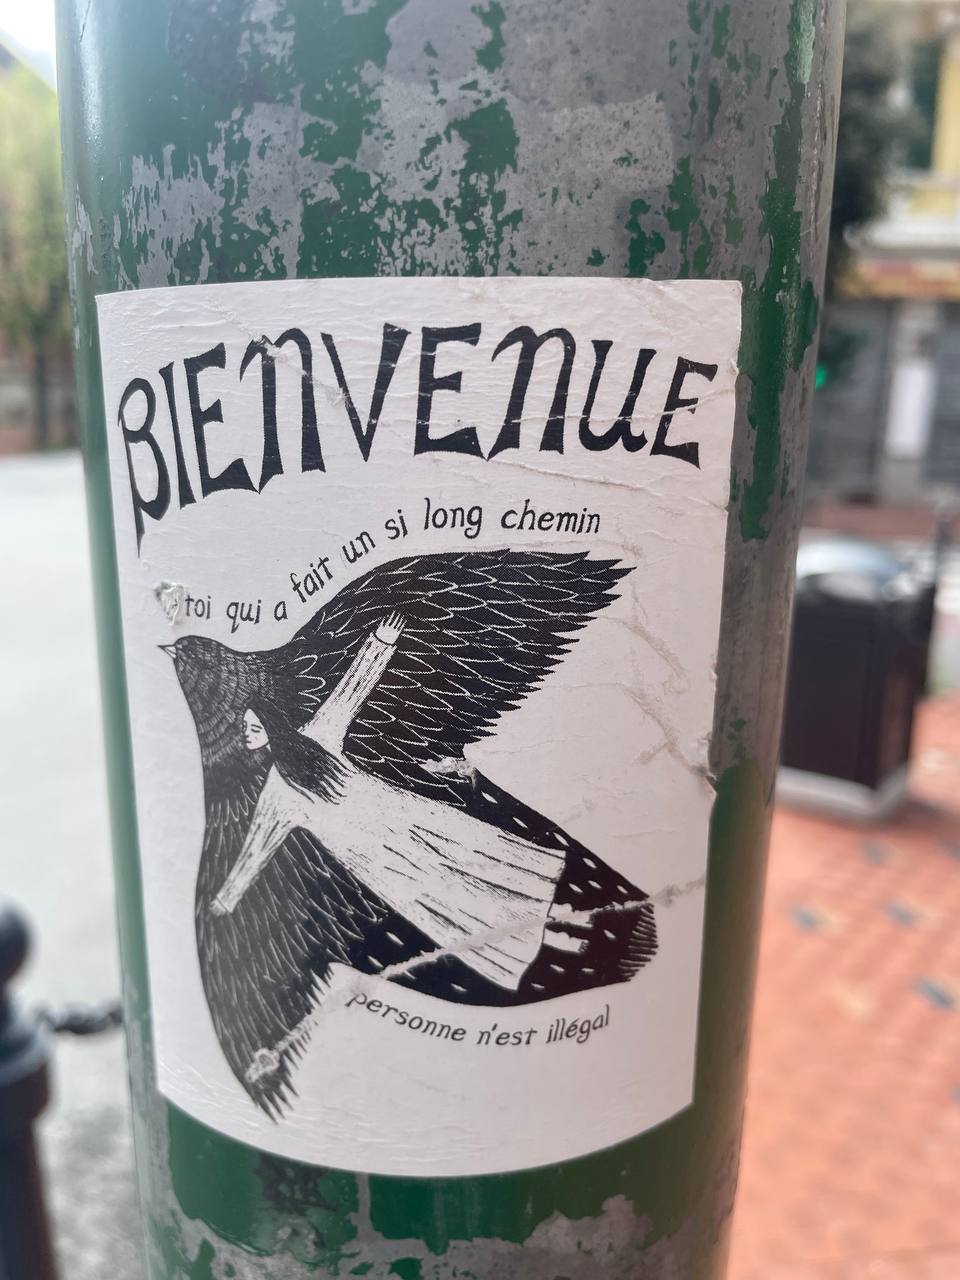 BIENVENUE
toi qui a fait un si long chemin
personne n'est illégal